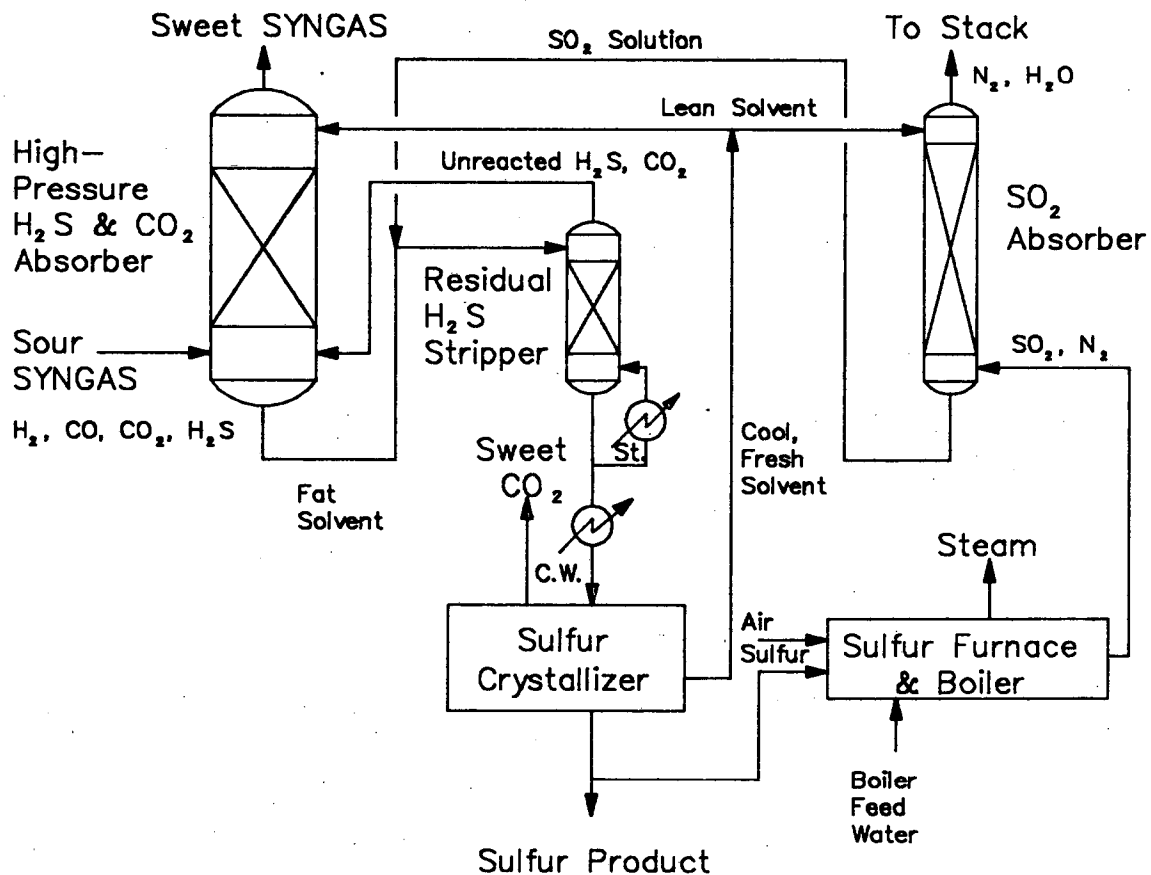 Sweet SYNGAS
SO₂ Solution
To Stack
N₂, H₂O
Lean Solvent
High-
Pressure
H₂S & CO₂
Absorber
Unreacted H₂S, CO₂
SO₂
Absorber
Residual
H₂S
Stripper
Sour
SYNGAS
H₂, CO, CO₂, H₂S
SO₂, N₂
St.
Sweet
CO₂
Cool,
Fresh
Solvent
Fat
Solvent
C.W.
Steam
Sulfur
Crystallizer
Air
Sulfur
Sulfur Furnace
& Boiler
Boiler
Feed
Water
Sulfur Product